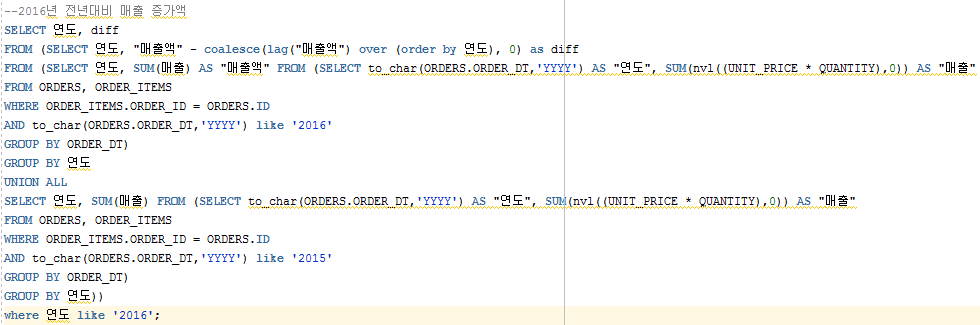 --2016년 전년대비 매출 증가액
SELECT 연도, diff
FROM (SELECT 연도, "매출액" - coalesce(lag("매출액") over (order by 연도), 0) as diff
FROM (SELECT 연도, SUM(매출) AS "매출액" FROM (SELECT to_char(ORDERS.ORDER_DT,'YYYY') AS "연도", SUM(nvl((UNIT_PRICE * QUANTITY),0)) AS "매출"
FROM ORDERS, ORDER_ITEMS
WHERE ORDER_ITEMS.ORDER_ID = ORDERS.ID
AND to_char(ORDERS.ORDER_DT,'YYYY') like '2016'
GROUP BY ORDER_DT)
GROUP BY 연도
UNION ALL
SELECT 연도, SUM(매출) FROM (SELECT to_char(ORDERS.ORDER_DT,'YYYY') AS "연도", SUM(nvl((UNIT_PRICE * QUANTITY),0)) AS "매출"
FROM ORDERS, ORDER_ITEMS
WHERE ORDER_ITEMS.ORDER_ID = ORDERS.ID
AND to_char(ORDERS.ORDER_DT,'YYYY') like '2015'
GROUP BY ORDER_DT)
GROUP BY 연도))
where 연도 like '2016';